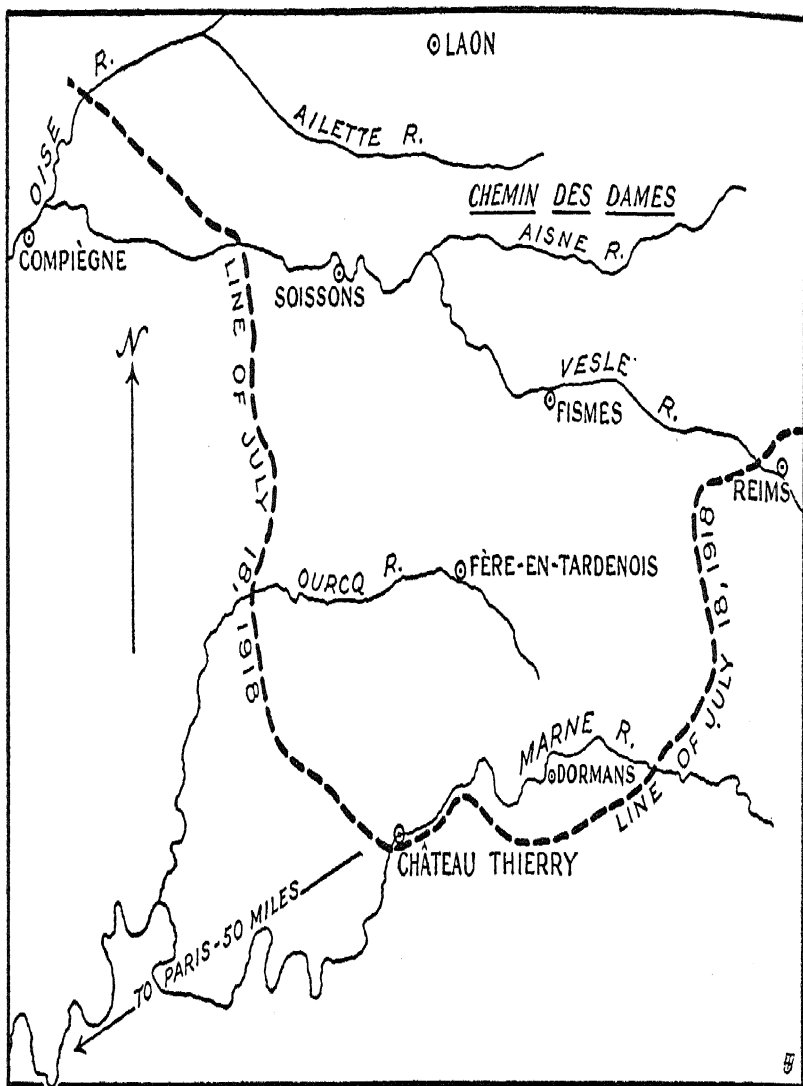 LAON
OISE R.
AILETTE R.
CHEMIN DES DAMES
AISNE R.
COMPIÈGNE
SOISSONS
LINE OF JULY 18, 1918
N
VESLE R.
FISMES
REIMS
OURCQ R.
FÈRE-EN-TARDENOIS
LINE OF JULY 18, 1918
MARNE R.
DORMANS
CHÂTEAU THIERRY
TO PARIS-50 MILES